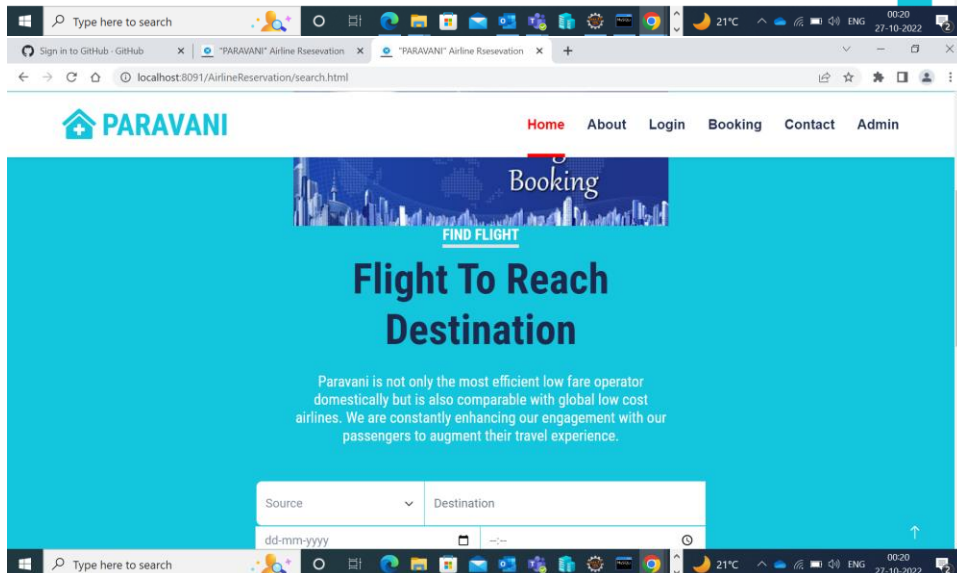 Type here to search
21°C
ENG
00:20
27-10-2022
2
Sign in to GitHub · GitHub
"PARAVANI" Airline Rsesevation
"PARAVANI" Airline Rsesevation
localhost:8091/AirlineReservation/search.html
PARAVANI
Home About Login Booking Contact Admin
Booking
FIND FLIGHT
Flight To Reach
Destination
Paravani is not only the most efficient low fare operator
domestically but is also comparable with global low cost
airlines. We are constantly enhancing our engagement with our
passengers to augment their travel experience.
Source
Destination
dd-mm-yyyy
--:--
Type here to search
21°C
ENG
00:20
27-10-2022
2